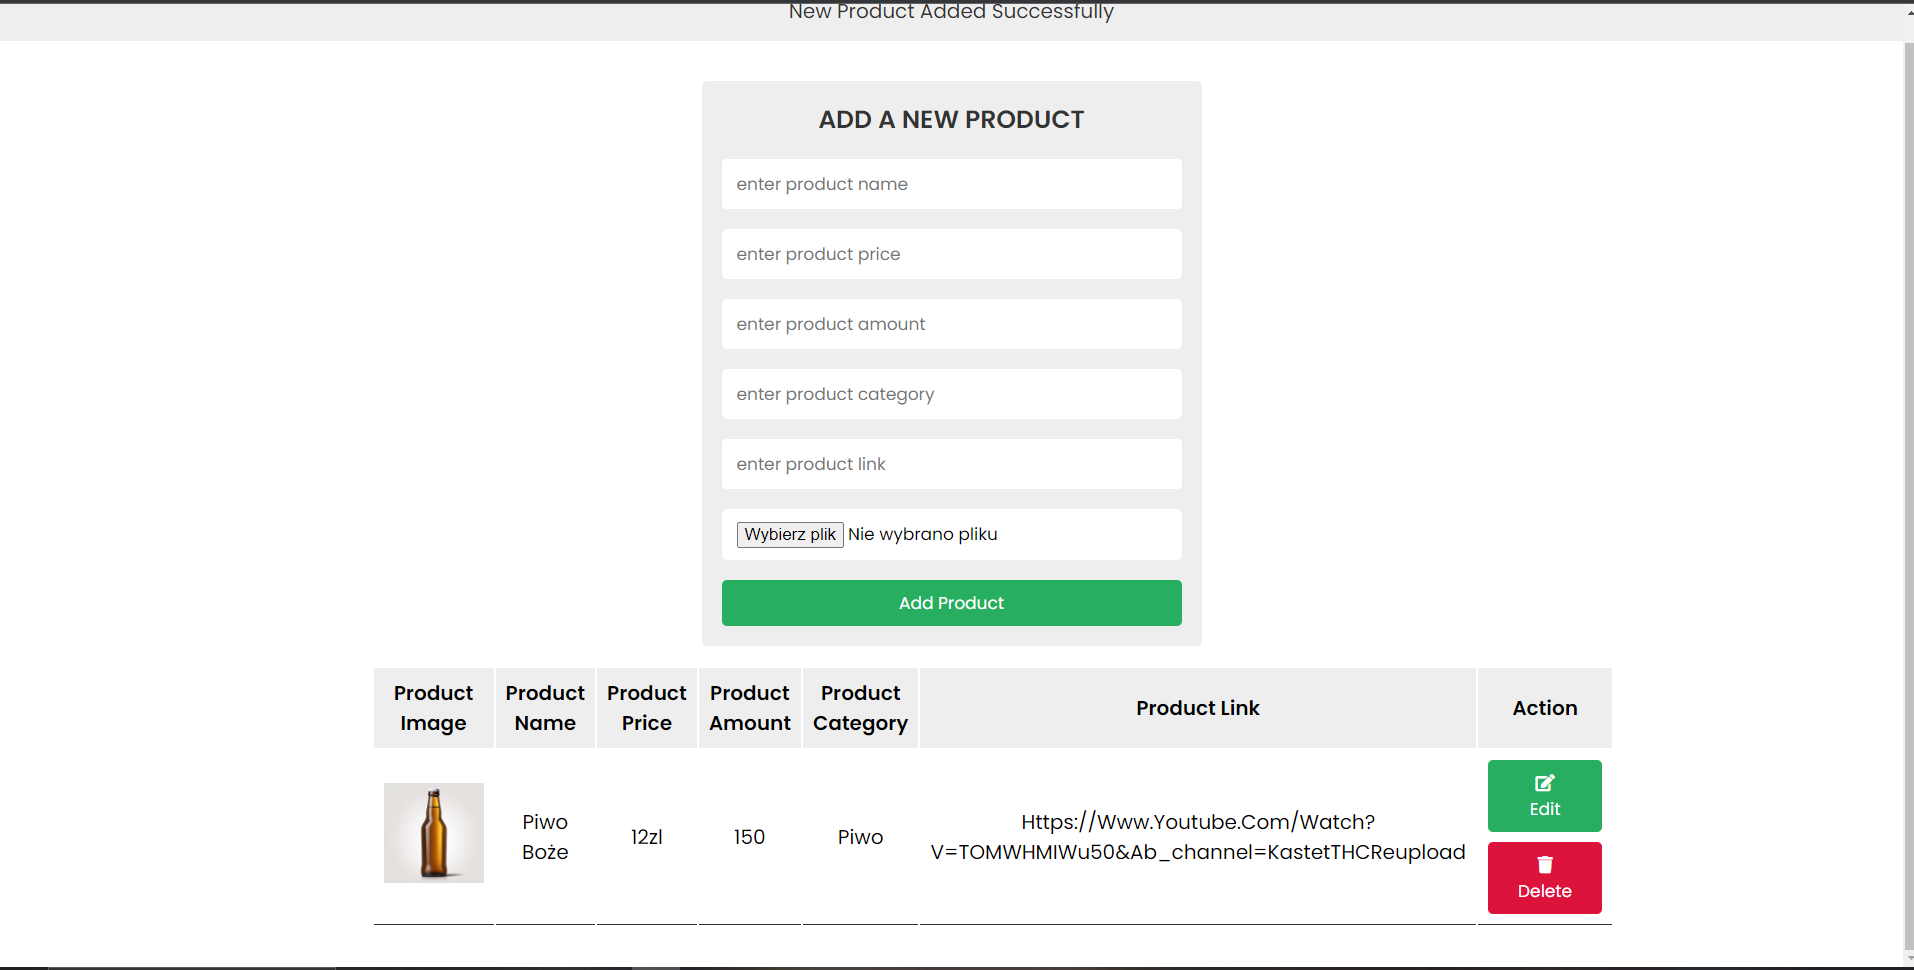 New Product Added Successfully
ADD A NEW PRODUCT
enter product name
enter product price
enter product amount
enter product category
enter product link
Wybierz plik Nie wybrano pliku
Add Product
Product Image
Product Name
Product Price
Product Amount
Product Category
Product Link
Action
Piwo
Boże
12zl
150
Piwo
Https://Www.Youtube.Com/Watch?
V=TOMWHMIWu50&Ab_channel=KastetTHCReupload
Edit
Delete